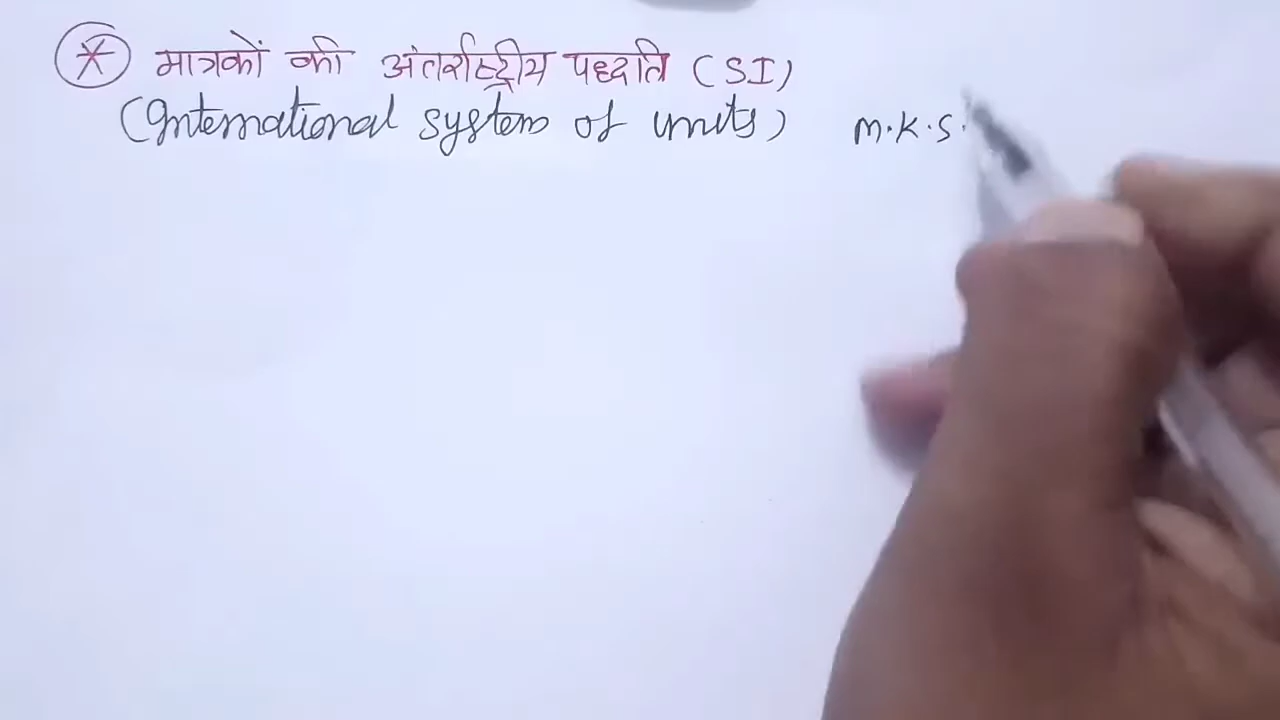 * मात्रकों की अंतर्राष्ट्रीय पद्धति (SI)
(International system of units) M.K.S.